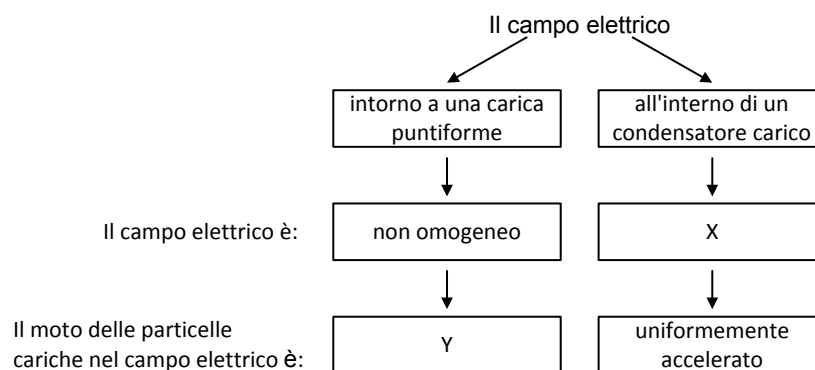 Il campo elettrico
intorno a una carica
puntiforme
all'interno di un
condensatore carico
Il campo elettrico è:
non omogeneo
X
Il moto delle particelle
cariche nel campo elettrico è:
Y
uniformemente
accelerato